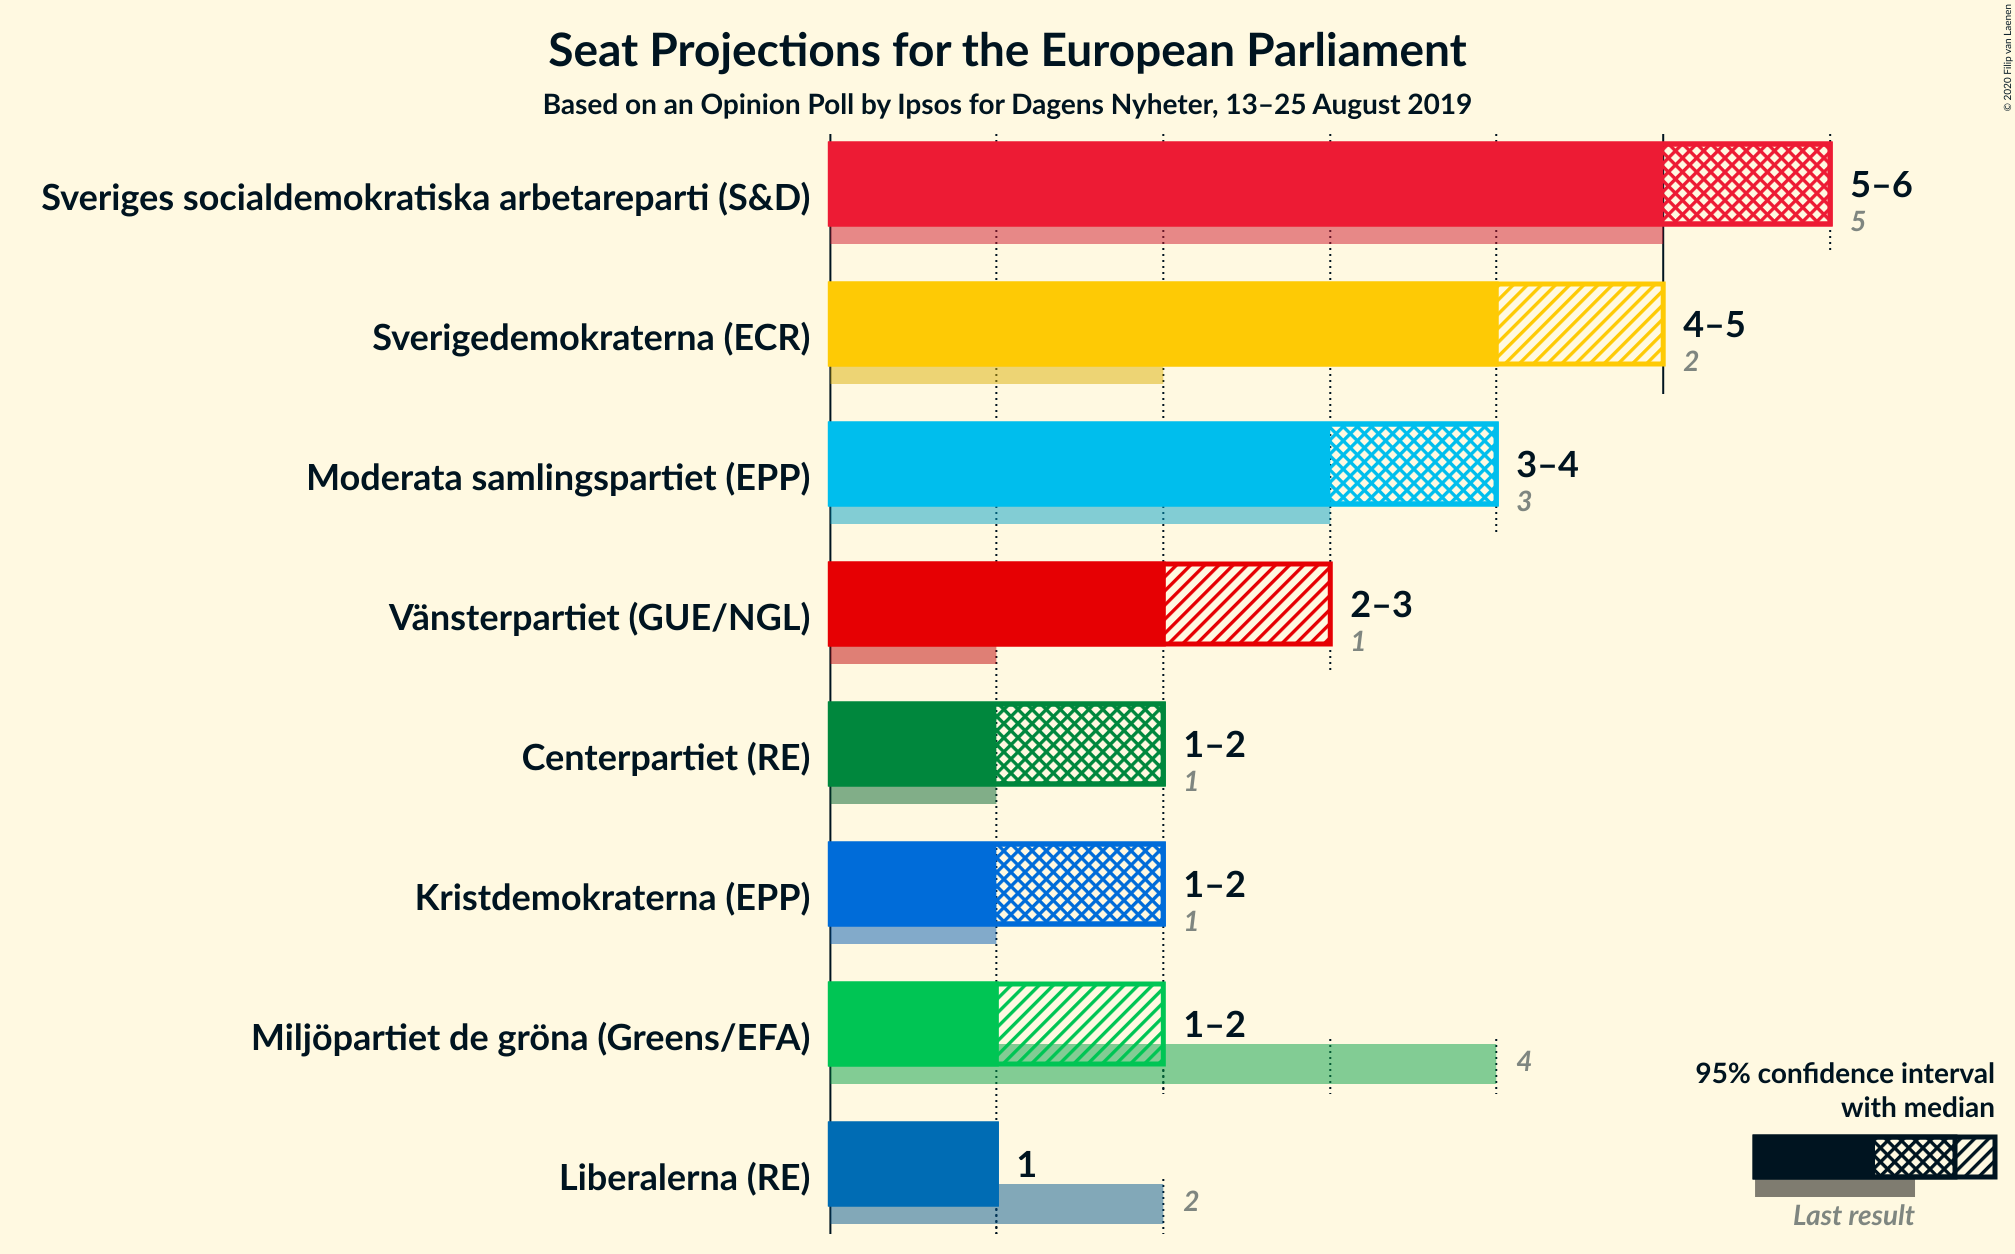 Seat Projections for the European Parliament
Based on an Opinion Poll by Ipsos for Dagens Nyheter, 13–25 August 2019
© 2020 Filip van Laenen
Sveriges socialdemokratiska arbetareparti (S&D)
5–6
5
Sverigedemokraterna (ECR)
4–5
2
Moderata samlingspartiet (EPP)
3–4
3
Vänsterpartiet (GUE/NGL)
2–3
1
Centerpartiet (RE)
1–2
1
Kristdemokraterna (EPP)
1–2
1
Miljöpartiet de gröna (Greens/EFA)
1–2
4
Liberalerna (RE)
1
2
95% confidence interval
with median
Last result